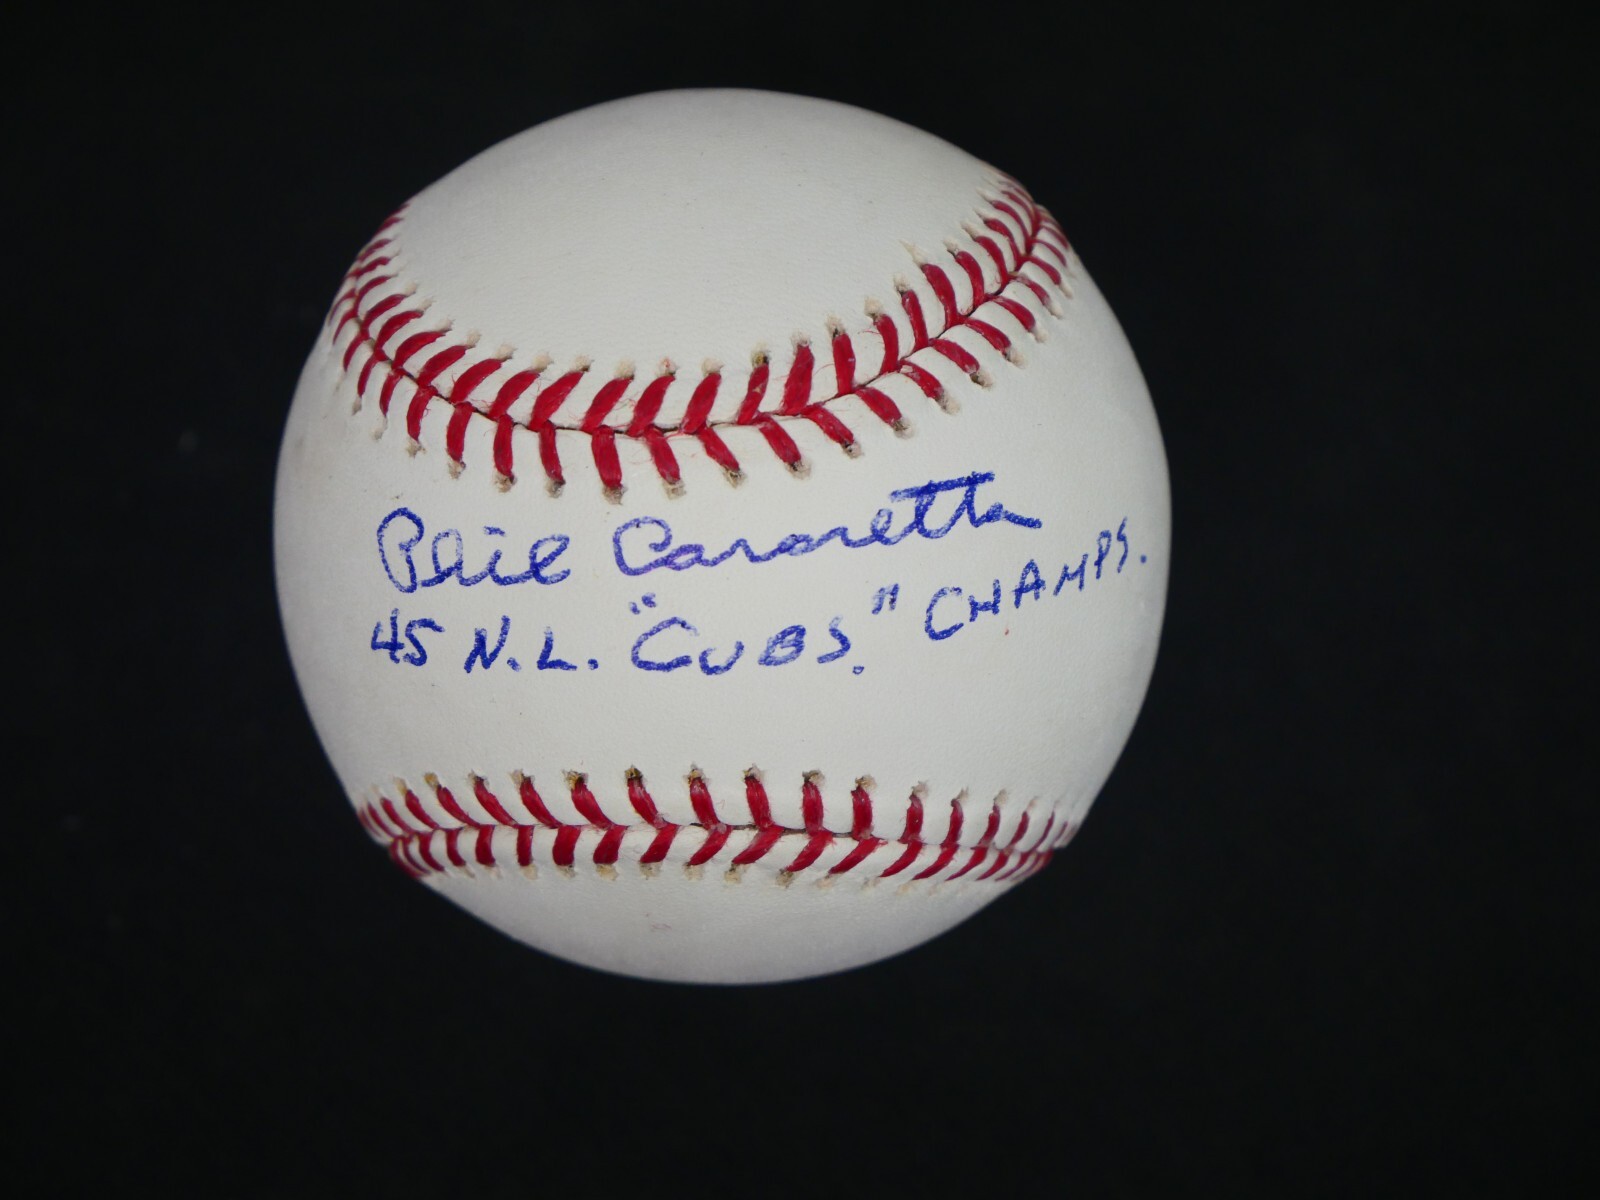 Phil Cavarretta
45 N.L. "CUBS." CHAMPS.